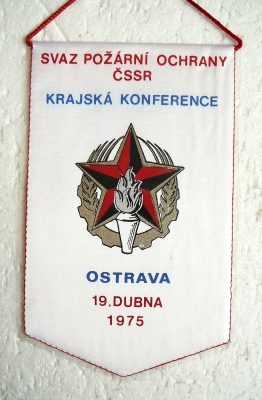 SVAZ POŽÁRNÍ OCHRANY
ČSSR
KRAJSKÁ KONFERENCE
OSTRAVA
19. DUBNA
1975